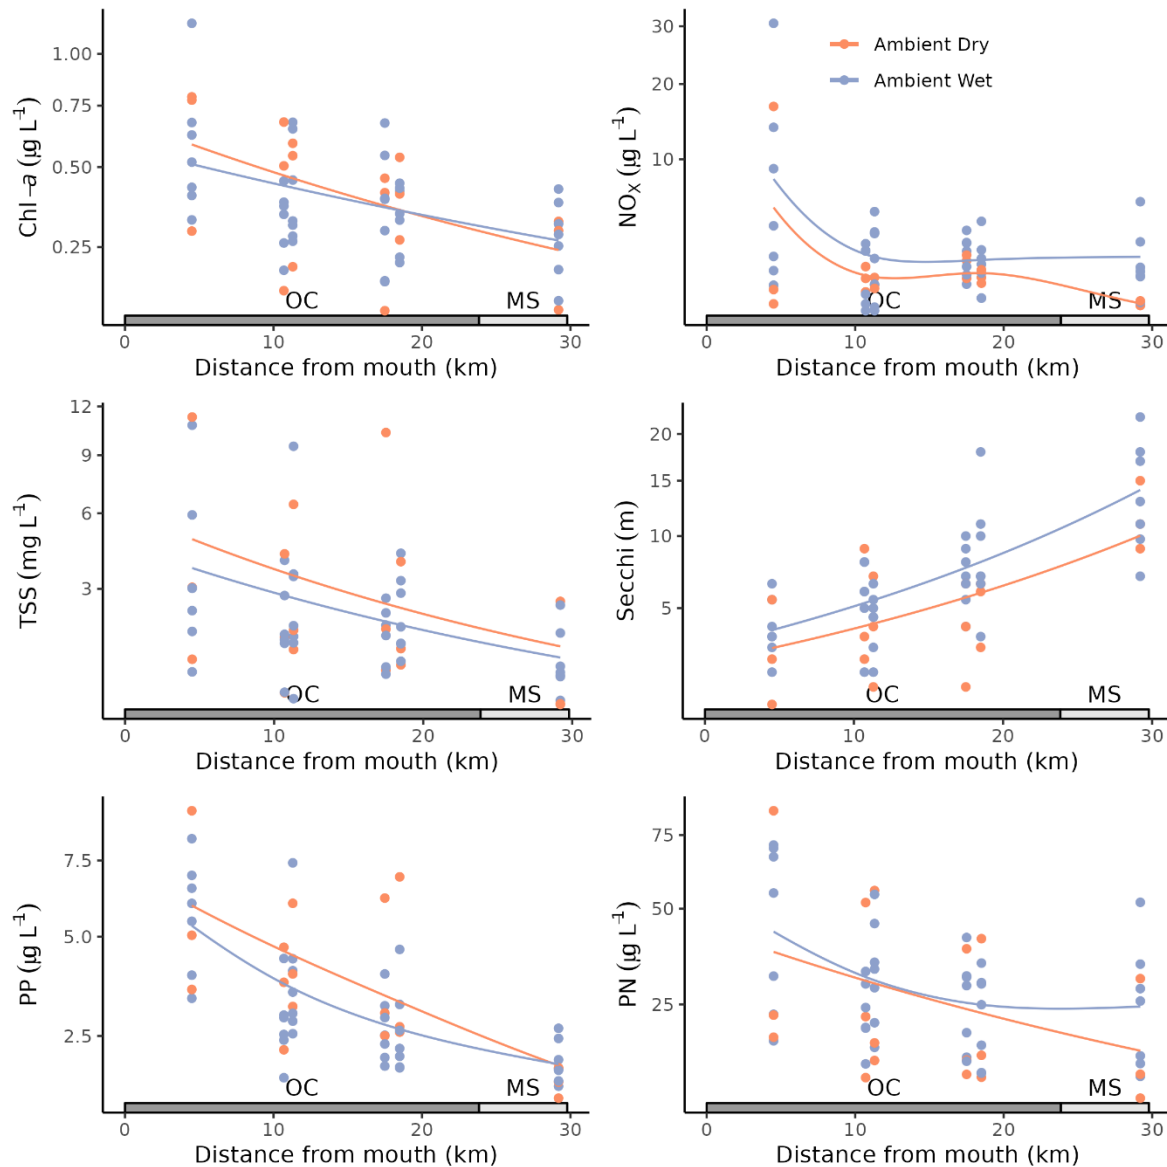 1.00
0.75
0.50
0.25
Chl−a (µg L⁻¹)
OC MS
0 10 20 30
Distance from mouth (km)
30
20
10
NOX (µg L⁻¹)
Ambient Dry
Ambient Wet
OC MS
0 10 20 30
Distance from mouth (km)
12
9
6
3
TSS (mg L⁻¹)
OC MS
0 10 20 30
Distance from mouth (km)
20
15
10
5
Secchi (m)
OC MS
0 10 20 30
Distance from mouth (km)
7.5
5.0
2.5
PP (µg L⁻¹)
OC MS
0 10 20 30
Distance from mouth (km)
75
50
25
PN (µg L⁻¹)
OC MS
0 10 20 30
Distance from mouth (km)